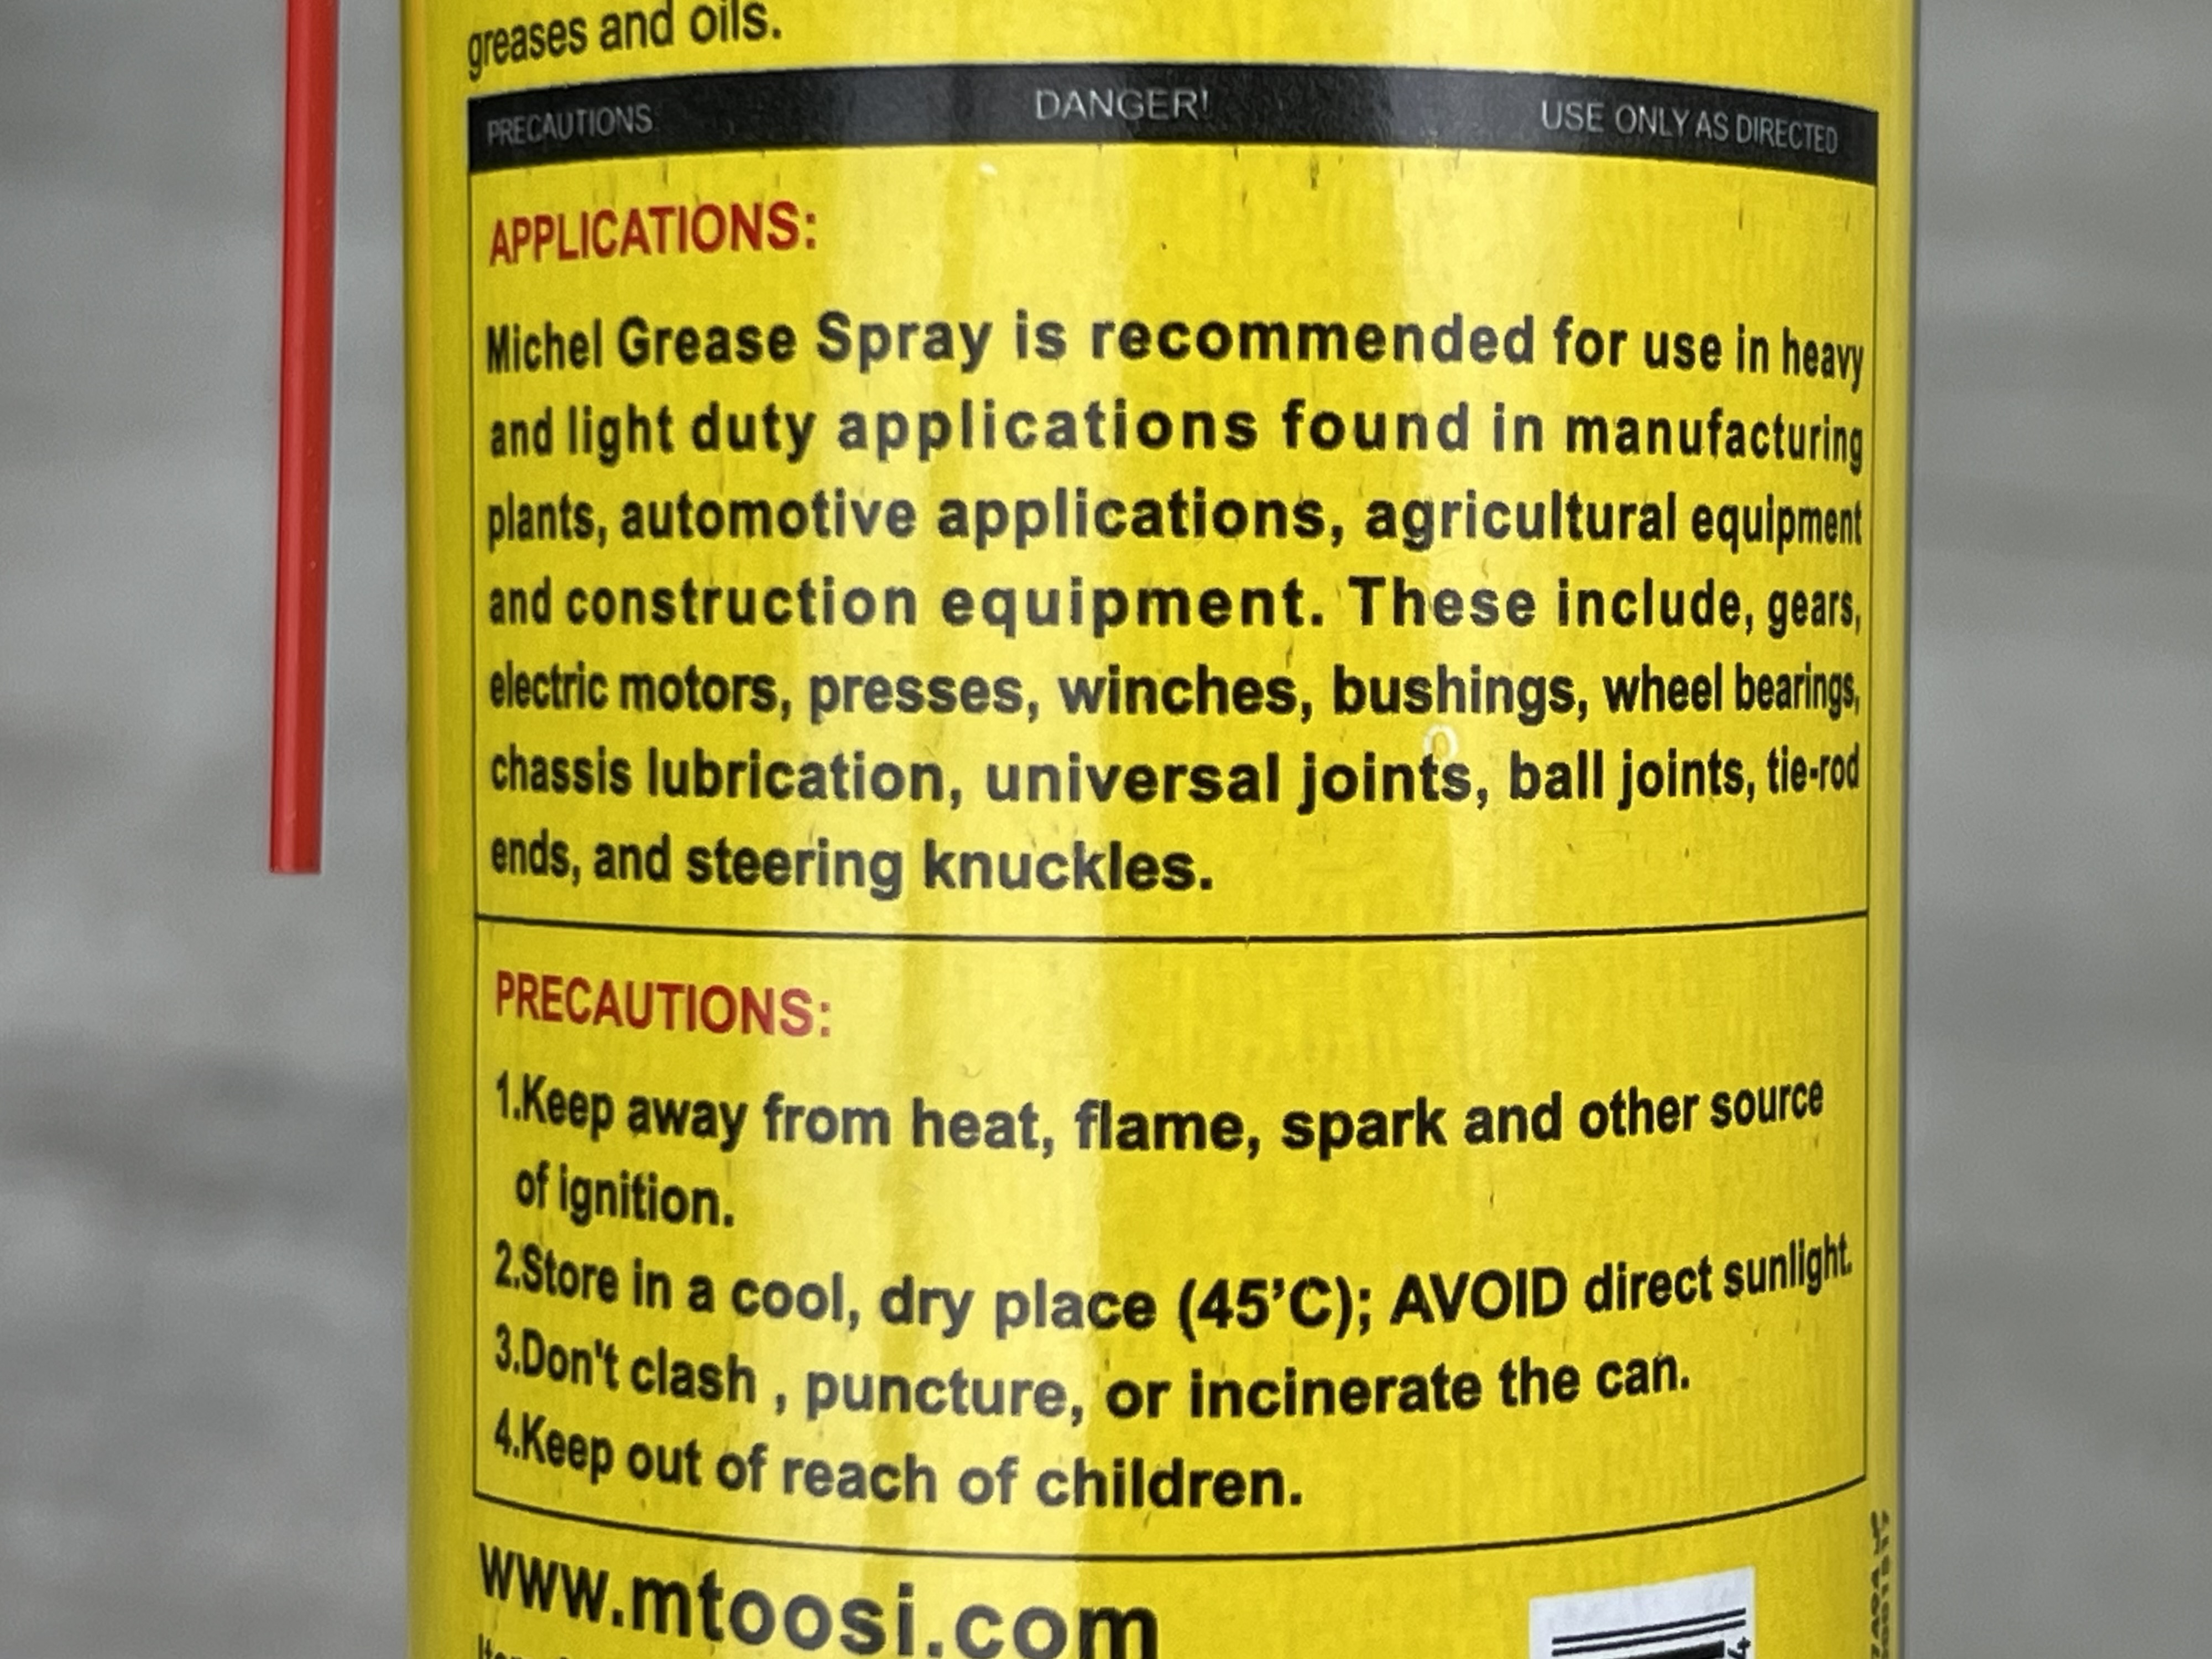 greases and oils.
PRECAUTIONS DANGER! USE ONLY AS DIRECTED
APPLICATIONS:
Michel Grease Spray is recommended for use in heavy
and light duty applications found in manufacturing
plants, automotive applications, agricultural equipment
and construction equipment. These include, gears,
electric motors, presses, winches, bushings, wheel bearings,
chassis lubrication, universal joints, ball joints, tie-rod
ends, and steering knuckles.
PRECAUTIONS:
1.Keep away from heat, flame, spark and other source
of ignition.
2.Store in a cool, dry place (45’C); AVOID direct sunlight.
3.Don't clash , puncture, or incinerate the can.
4.Keep out of reach of children.
www.mtoosi.com